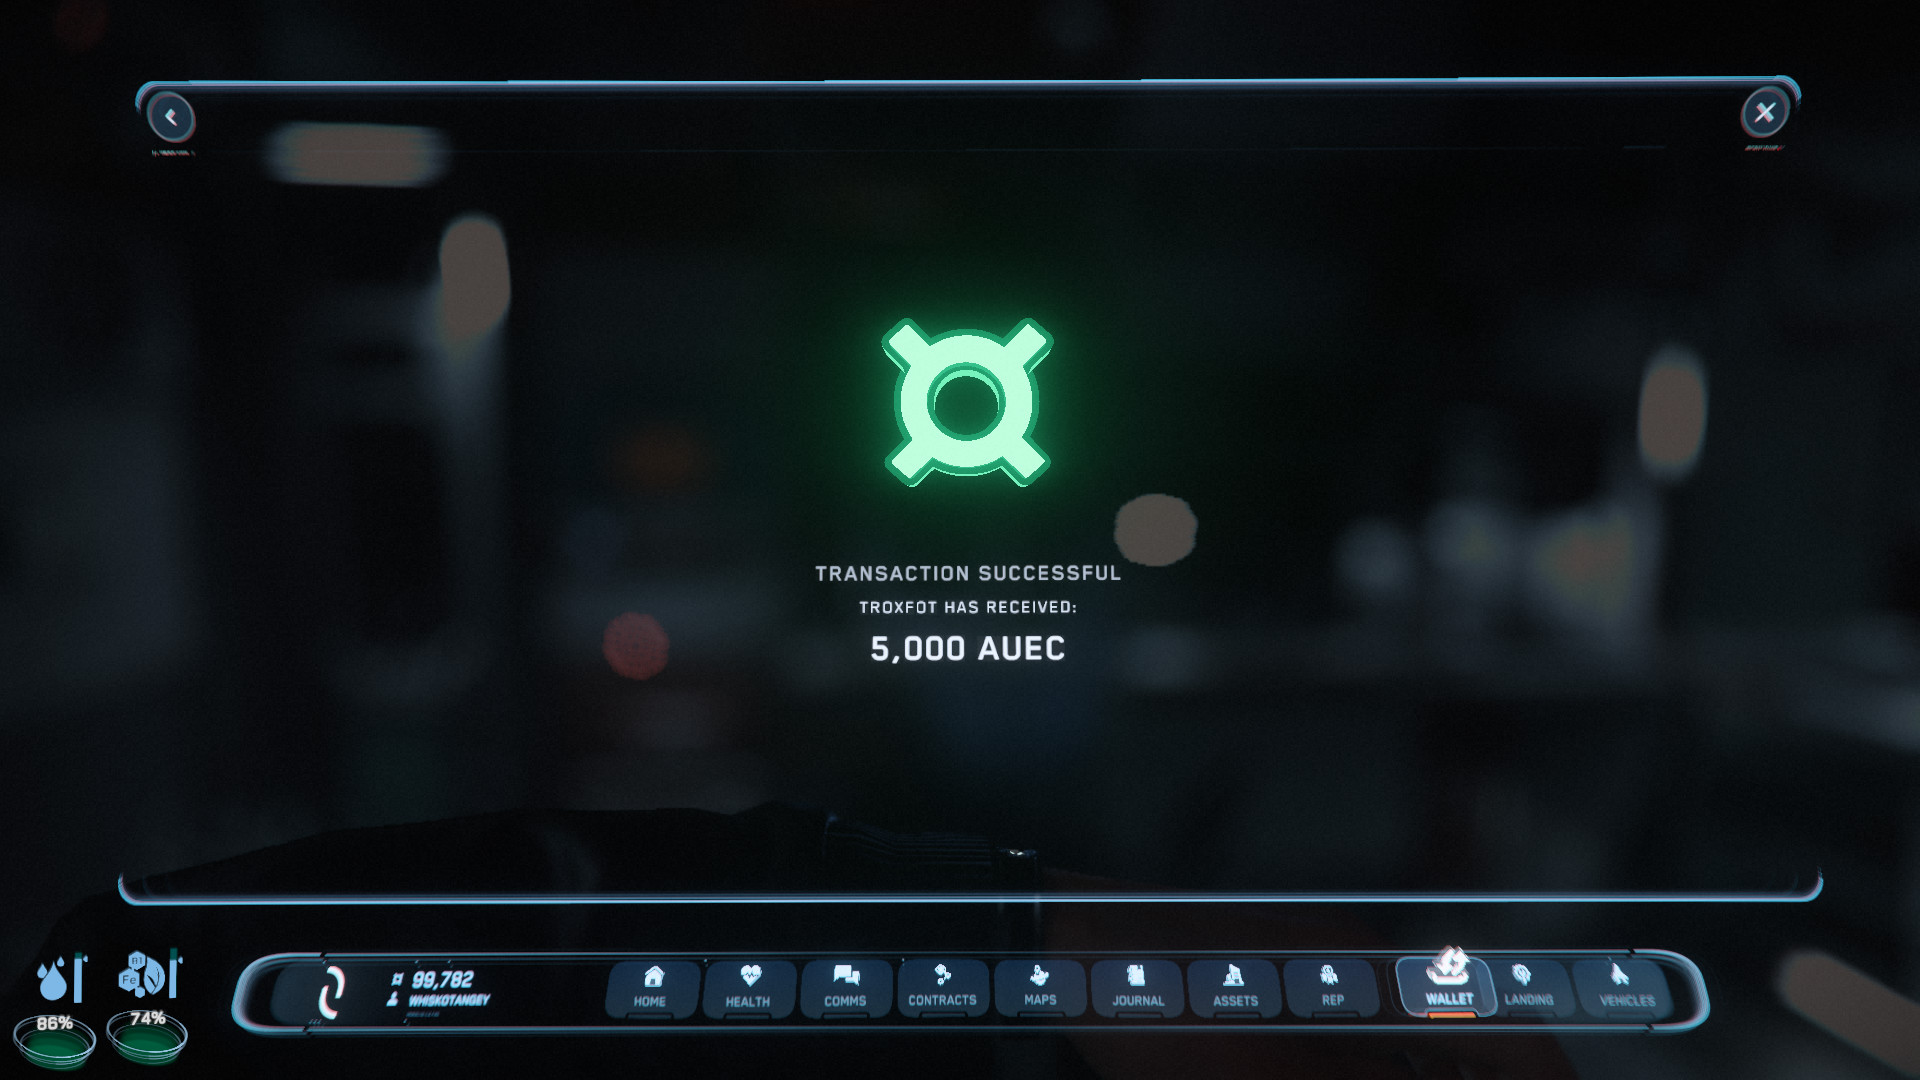 TRANSACTION SUCCESSFUL
TROXFOT HAS RECEIVED:
5,000 AUEC
86%
74%
Fe
99,782
WHISKOTANGEY
HOME
HEALTH
COMMS
CONTRACTS
MAPS
JOURNAL
ASSETS
REP
WALLET
LANDING
VEHICLES